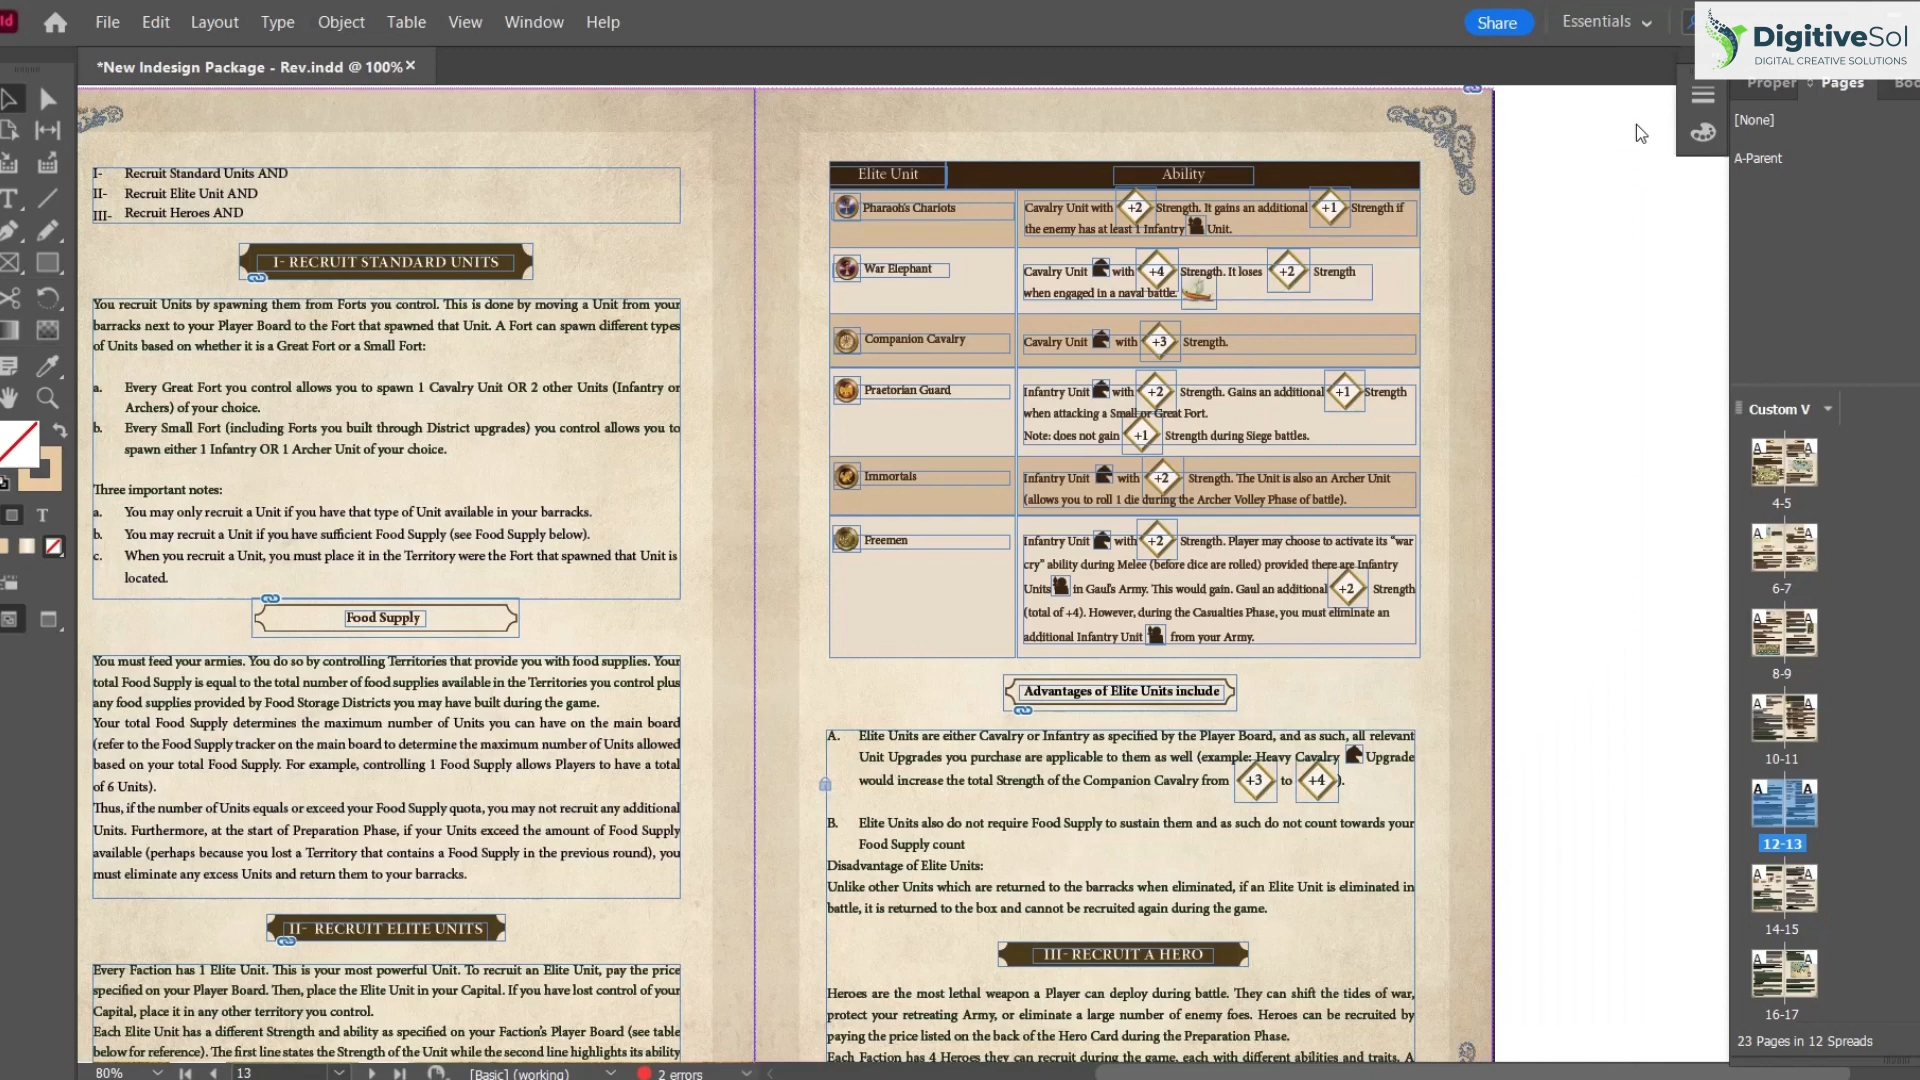 File Edit Layout Type Object Table View Window Help
Share
Essentials
DigitiveSol
DIGITAL CREATIVE SOLUTIONS
*New Indesign Package - Rev.indd @ 100%
Proper
Pages
[None]
A-Parent
I- Recruit Standard Units AND
II- Recruit Elite Unit AND
III- Recruit Heroes AND
I- RECRUIT STANDARD UNITS
You recruit Units by spawning them from Forts you control. This is done by moving a Unit from your
barracks next to your Player Board to the Fort that spawned that Unit. A Fort can spawn different types
of Units based on whether it is a Great Fort or a Small Fort:
a. Every Great Fort you control allows you to spawn 1 Cavalry Unit OR 2 other Units (Infantry or
Archers) of your choice.
b. Every Small Fort (including Forts you built through District upgrades) you control allows you to
spawn either 1 Infantry OR 1 Archer Unit of your choice.
Three important notes:
a. You may only recruit a Unit if you have that type of Unit available in your barracks.
b. You may recruit a Unit if you have sufficient Food Supply (see Food Supply below).
c. When you recruit a Unit, you must place it in the Territory were the Fort that spawned that Unit is
located.
Food Supply
You must feed your armies. You do so by controlling Territories that provide you with food supplies. Your
total Food Supply is equal to the total number of food supplies available in the Territories you control plus
any food supplies provided by Food Storage Districts you may have built during the game.
Your total Food Supply determines the maximum number of Units you can have on the main board
(refer to the Food Supply tracker on the main board to determine the maximum number of Units allowed
based on your total Food Supply. For example, controlling 1 Food Supply allows Players to have a total
of 6 Units).
Thus, if the number of Units equals or exceed your Food Supply quota, you may not recruit any additional
Units. Furthermore, at the start of Preparation Phase, if your Units exceed the amount of Food Supply
available (perhaps because you lost a Territory that contains a Food Supply in the previous round), you
must eliminate any excess Units and return them to your barracks.
II- RECRUIT ELITE UNITS
Every Faction has 1 Elite Unit. This is your most powerful Unit. To recruit an Elite Unit, pay the price
specified on your Player Board. Then, place the Elite Unit in your Capital. If you have lost control of your
Capital, place it in any other territory you control.
Each Elite Unit has a different Strength and ability as specified on your Faction's Player Board (see table
below for reference). The first line states the Strength of the Unit while the second line highlights its ability
Elite Unit Ability
Pharaoh's Chariots
Cavalry Unit with +2 Strength. It gains an additional +1 Strength if
the enemy has at least 1 Infantry Unit.
War Elephant
Cavalry Unit with +4 Strength. It loses +2 Strength
when engaged in a naval battle.
Companion Cavalry
Cavalry Unit with +3 Strength.
Praetorian Guard
Infantry Unit with +2 Strength. Gains an additional +1 Strength
when attacking a Small or Great Fort.
Note: does not gain +1 Strength during Siege battles.
Immortals
Infantry Unit with +2 Strength. The Unit is also an Archer Unit
(allows you to roll 1 die during the Archer Volley Phase of battle).
Freemen
Infantry Unit with +2 Strength. Player may choose to activate its "war
cry" ability during Melee (before dice are rolled) provided there are Infantry
Units in Gaul's Army. This would gain. Gaul an additional +2 Strength
(total of +4). However, during the Casualties Phase, you must eliminate an
additional Infantry Unit from your Army.
Advantages of Elite Units include
A. Elite Units are either Cavalry or Infantry as specified by the Player Board, and as such, all relevant
Unit Upgrades you purchase are applicable to them as well (example: Heavy Cavalry Upgrade
would increase the total Strength of the Companion Cavalry from +3 to +4 ).
B. Elite Units also do not require Food Supply to sustain them and as such do not count towards your
Food Supply count
Disadvantage of Elite Units:
Unlike other Units which are returned to the barracks when eliminated, if an Elite Unit is eliminated in
battle, it is returned to the box and cannot be recruited again during the game.
III- RECRUIT A HERO
Heroes are the most lethal weapon a Player can deploy during battle. They can shift the tides of war,
protect your retreating Army, or eliminate a large number of enemy foes. Heroes can be recruited by
paying the price listed on the back of the Hero Card during the Preparation Phase.
Each Faction has 4 Heroes they can recruit during the game, each with different abilities and traits. A
Custom V
4-5
6-7
8-9
10-11
12-13
14-15
16-17
23 Pages in 12 Spreads
80% 13 [Basic] (working) 2 errors